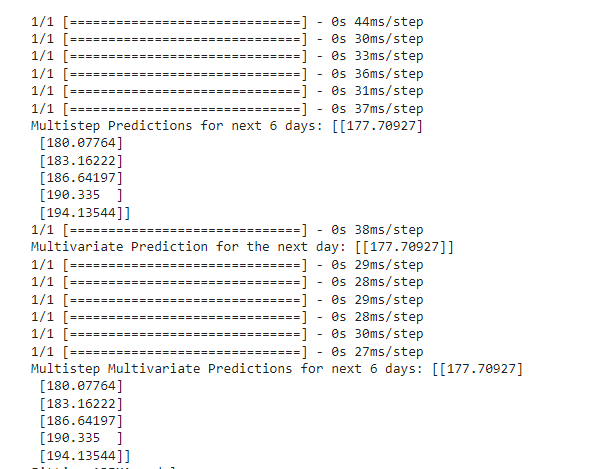 1/1 [==============================] - 0s 44ms/step
1/1 [==============================] - 0s 30ms/step
1/1 [==============================] - 0s 33ms/step
1/1 [==============================] - 0s 36ms/step
1/1 [==============================] - 0s 31ms/step
1/1 [==============================] - 0s 37ms/step
Multistep Predictions for next 6 days: [[177.70927]
 [180.07764]
 [183.16222]
 [186.64197]
 [190.335  ]
 [194.13544]]
1/1 [==============================] - 0s 38ms/step
Multivariate Prediction for the next day: [[177.70927]]
1/1 [==============================] - 0s 29ms/step
1/1 [==============================] - 0s 28ms/step
1/1 [==============================] - 0s 29ms/step
1/1 [==============================] - 0s 28ms/step
1/1 [==============================] - 0s 30ms/step
1/1 [==============================] - 0s 27ms/step
Multistep Multivariate Predictions for next 6 days: [[177.70927]
 [180.07764]
 [183.16222]
 [186.64197]
 [190.335  ]
 [194.13544]]